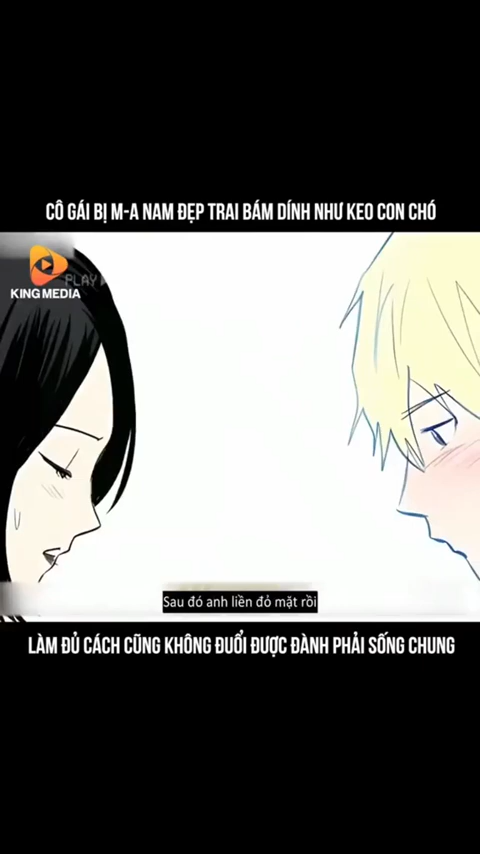 CÔ GÁI BỊ M-A NAM ĐẸP TRAI BÁM DÍNH NHƯ KEO CON CHÓ
PLAY
KING MEDIA
Sau đó anh liền đỏ mặt rồi
LÀM ĐỦ CÁCH CŨNG KHÔNG ĐUỔI ĐƯỢC ĐÀNH PHẢI SỐNG CHUNG